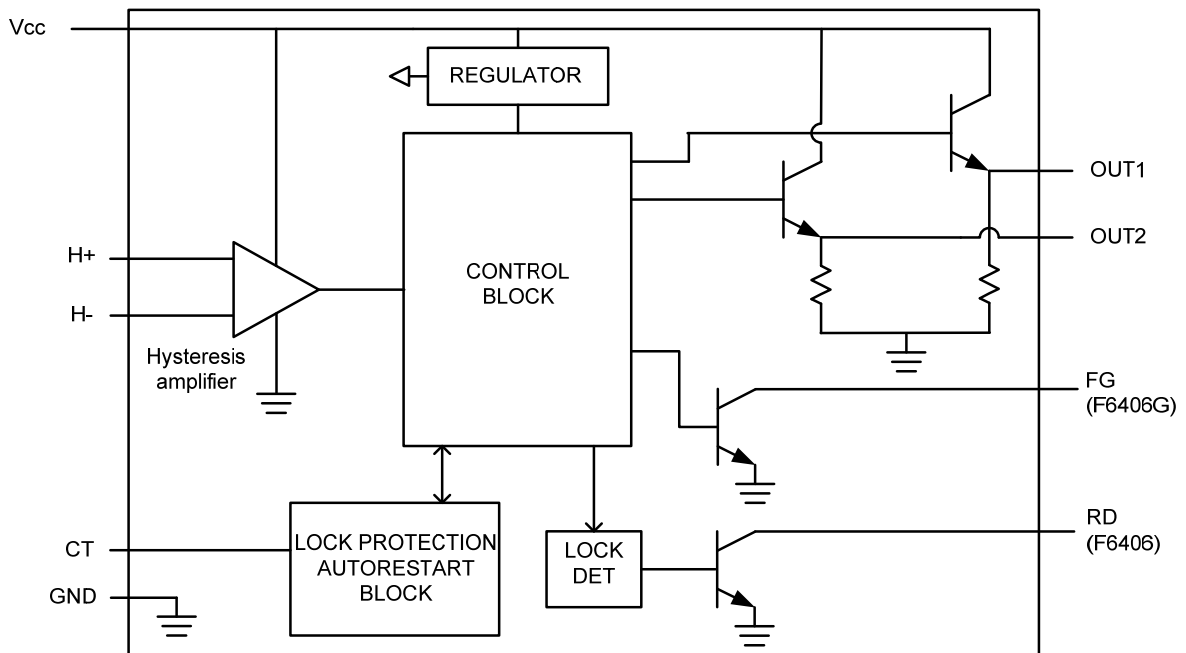 Vcc
REGULATOR
OUT1
OUT2
H+
H-
CONTROL
BLOCK
Hysteresis
amplifier
FG
(F6406G)
RD
(F6406)
CT
GND
LOCK PROTECTION
AUTORESTART
BLOCK
LOCK
DET